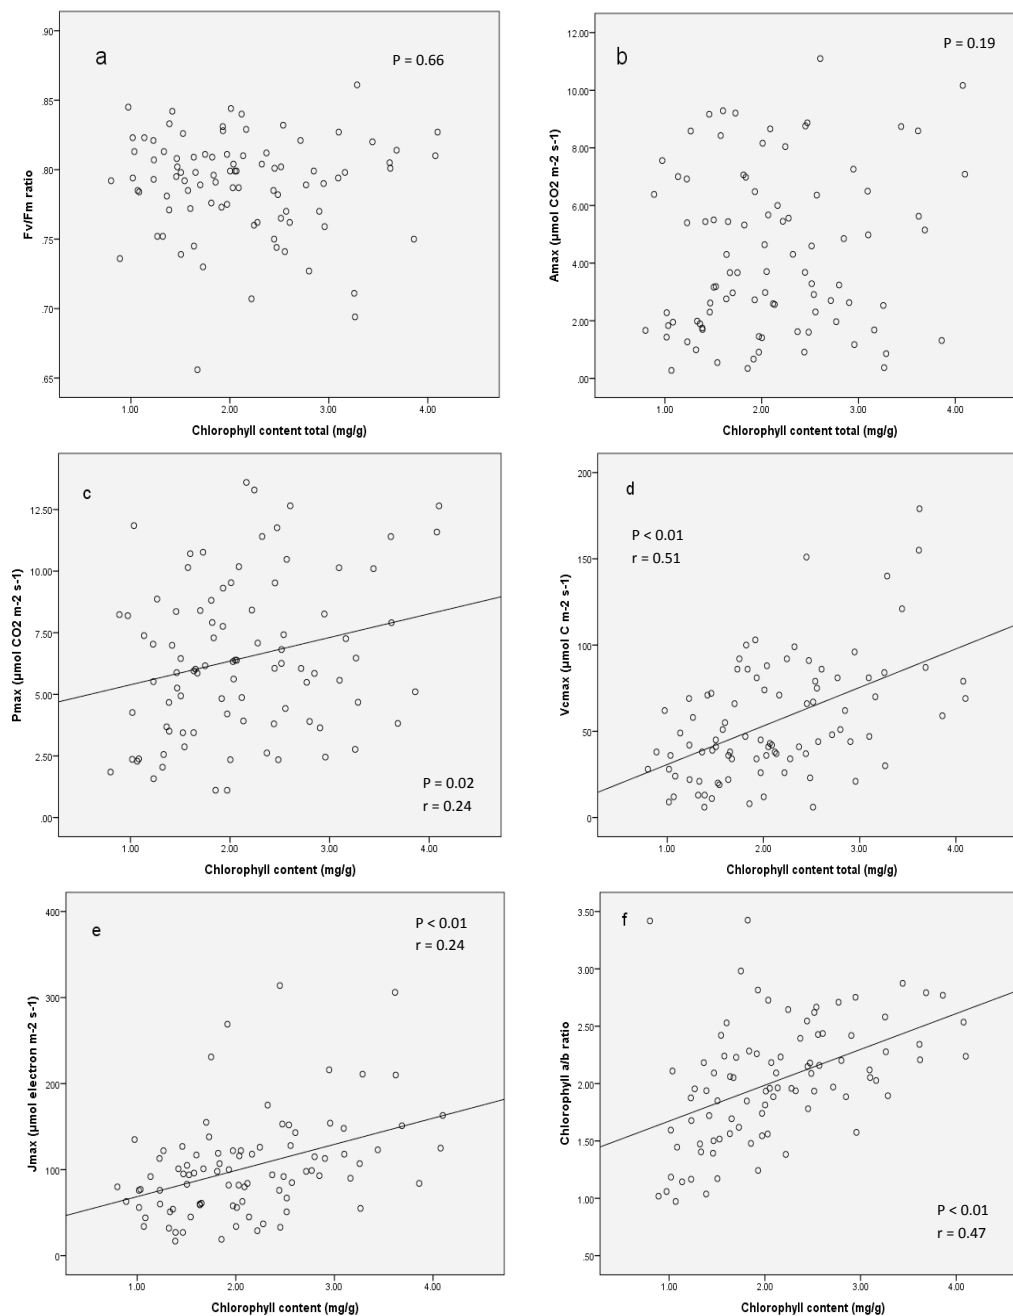 a
P = 0.66
.90
.85
.80
.75
.70
.65
Fv/Fm ratio
1.00 2.00 3.00 4.00
Chlorophyll content total (mg/g)
b
P = 0.19
12.00
10.00
8.00
6.00
4.00
2.00
.00
Amax (µmol CO2 m-2 s-1)
1.00 2.00 3.00 4.00
Chlorophyll content total (mg/g)
c
12.50
10.00
7.50
5.00
2.50
.00
Pmax (µmol CO2 m-2 s-1)
P = 0.02
r = 0.24
1.00 2.00 3.00 4.00
Chlorophyll content (mg/g)
d
P < 0.01
r = 0.51
200
150
100
50
0
Vcmax (µmol C m-2 s-1)
1.00 2.00 3.00 4.00
Chlorophyll content total (mg/g)
e
P < 0.01
r = 0.24
400
300
200
100
0
Jmax (µmol electron m-2 s-1)
1.00 2.00 3.00 4.00
Chlorophyll content (mg/g)
f
3.50
3.00
2.50
2.00
1.50
1.00
.50
Chlorophyll a/b ratio
P < 0.01
r = 0.47
1.00 2.00 3.00 4.00
Chlorophyll content (mg/g)